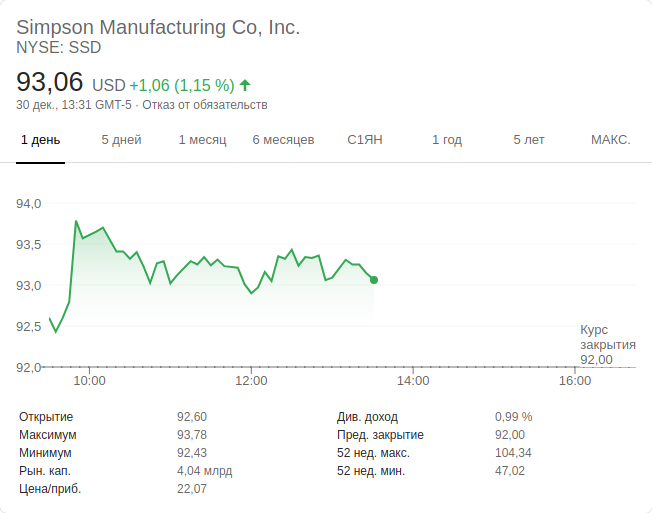 Simpson Manufacturing Co, Inc.
NYSE: SSD
93,06 USD +1,06 (1,15 %)
30 дек., 13:31 GMT-5 · Отказ от обязательств
1 день 5 дней 1 месяц 6 месяцев С1ЯН 1 год 5 лет МАКС.
94,0
93,5
93,0
92,5
Курс
закрытия
92,00
92,0
10:00 12:00 14:00 16:00
Открытие 92,60 Див. доход 0,99 %
Максимум 93,78 Пред. закрытие 92,00
Минимум 92,43 52 нед. макс. 104,34
Рын. кап. 4,04 млрд 52 нед. мин. 47,02
Цена/приб. 22,07